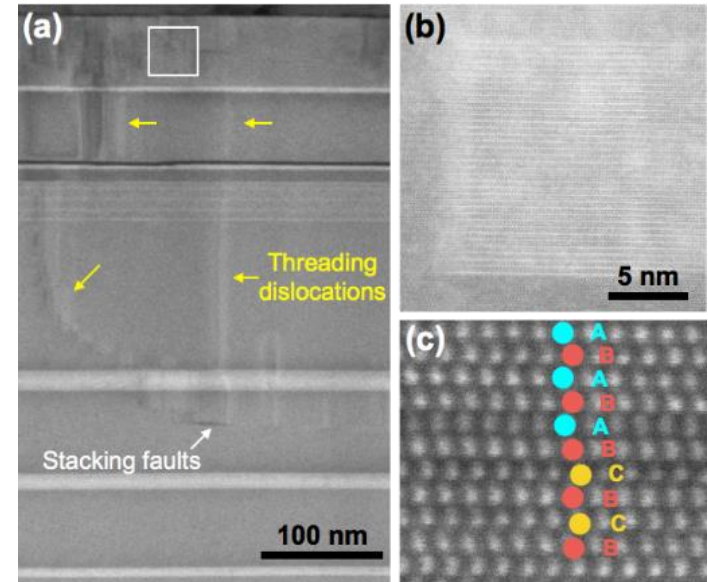 (a)
Threading
dislocations
Stacking faults
100 nm
(b)
5 nm
(c)
A
B
A
B
A
B
C
B
C
B